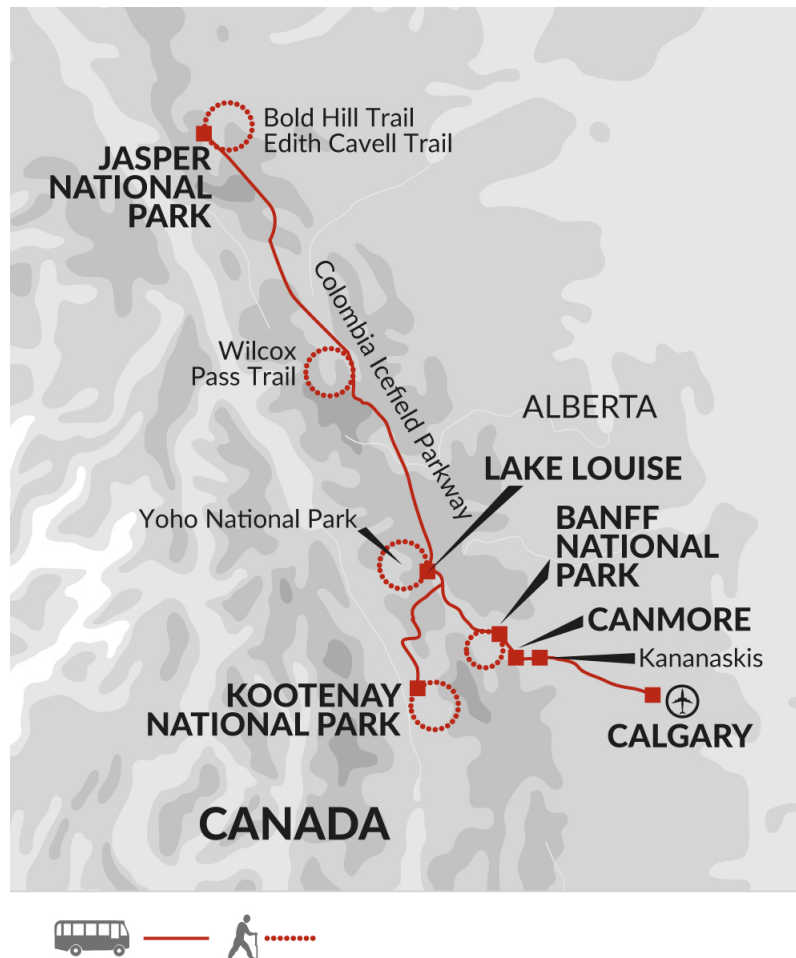 Bold Hill Trail
Edith Cavell Trail
JASPER
NATIONAL
PARK
Colombia Icefield Parkway
Wilcox
Pass Trail
ALBERTA
LAKE LOUISE
Yoho National Park
BANFF
NATIONAL
PARK
CANMORE
Kananaskis
KOOTENAY
NATIONAL PARK
CALGARY
CANADA